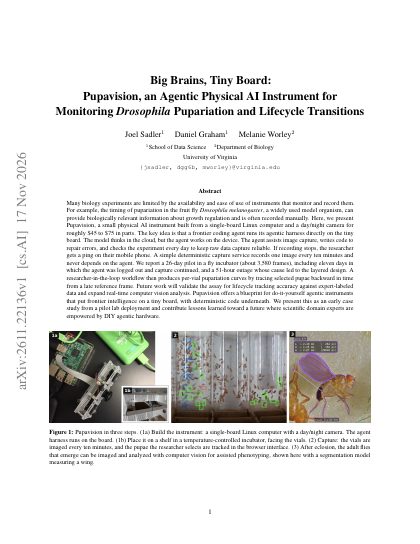 Big Brains, Tiny Board:
Pupavision, an Agentic Physical AI Instrument for
Monitoring Drosophila Pupariation and Lifecycle Transitions
Joel Sadler¹ Daniel Graham¹ Melanie Worley²
¹School of Data Science ²Department of Biology
University of Virginia
{jsadler, dgg6b, mworley}@virginia.edu
Abstract
Many biology experiments are limited by the availability and ease of use of instruments that monitor and record them.
For example, the timing of pupariation in the fruit fly Drosophila melanogaster, a widely used model organism, can
provide biologically relevant information about growth regulation and is often recorded manually. Here, we present
Pupavision, a small physical AI instrument built from a single-board Linux computer and a day/night camera for
roughly $45 to $75 in parts. The key idea is that a frontier coding agent runs its agentic harness directly on the tiny
board. The model thinks in the cloud, but the agent works on the device. The agent assists image capture, writes code to
repair errors, and checks the experiment every day to keep raw data capture reliable. If recording stops, the researcher
gets a ping on their mobile phone. A simple deterministic capture service records one image every ten minutes and
never depends on the agent. We report a 26-day pilot in a fly incubator (about 3,580 frames), including eleven days in
which the agent was logged out and capture continued, and a 51-hour outage whose cause led to the layered design. A
researcher-in-the-loop workflow then produces per-vial pupariation curves by tracing selected pupae backward in time
from a late reference frame. Future work will validate the assay for lifecycle tracking accuracy against expert-labeled
data and expand real-time computer vision analysis. Pupavision offers a blueprint for do-it-yourself agentic instruments
that put frontier intelligence on a tiny board, with deterministic code underneath. We present this as an early case
study from a pilot lab deployment and contribute lessons learned toward a future where scientific domain experts are
empowered by DIY agentic hardware.
arXiv:2611.22136v1 [cs.AI] 17 Nov 2026
1a
1b
2
3
Figure 1: Pupavision in three steps. (1a) Build the instrument: a single-board Linux computer with a day/night camera. The agent
harness runs on the board. (1b) Place it on a shelf in a temperature-controlled incubator, facing the vials. (2) Capture: the vials are
imaged every ten minutes, and the pupae the researcher selects are tracked in the browser interface. (3) After eclosion, the adult flies
that emerge can be imaged and analyzed with computer vision for assisted phenotyping, shown here with a segmentation model
measuring a wing.
1